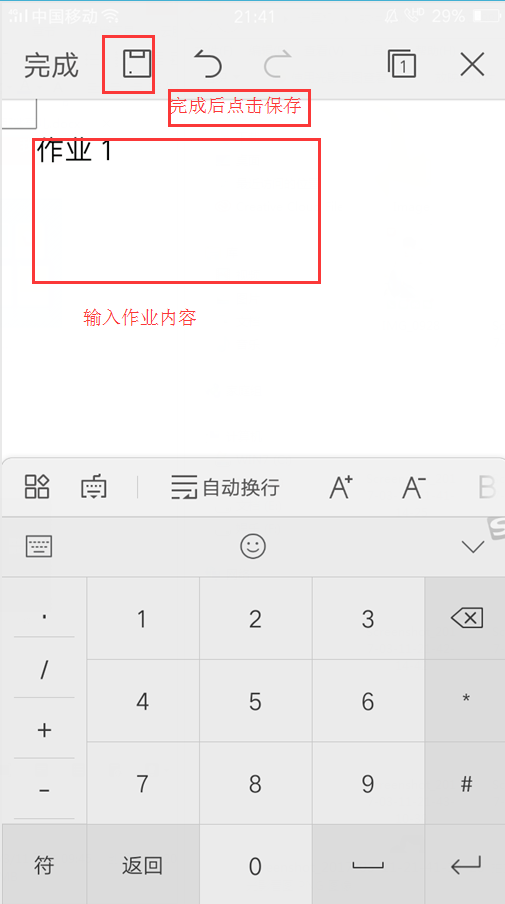 中国移动 21:41 29%
完成 1
完成后点击保存
作业 1
输入作业内容
自动换行 A+ A- B
· 1 2 3
/ 4 5 6 *
+
- 7 8 9 #
符 返回 0